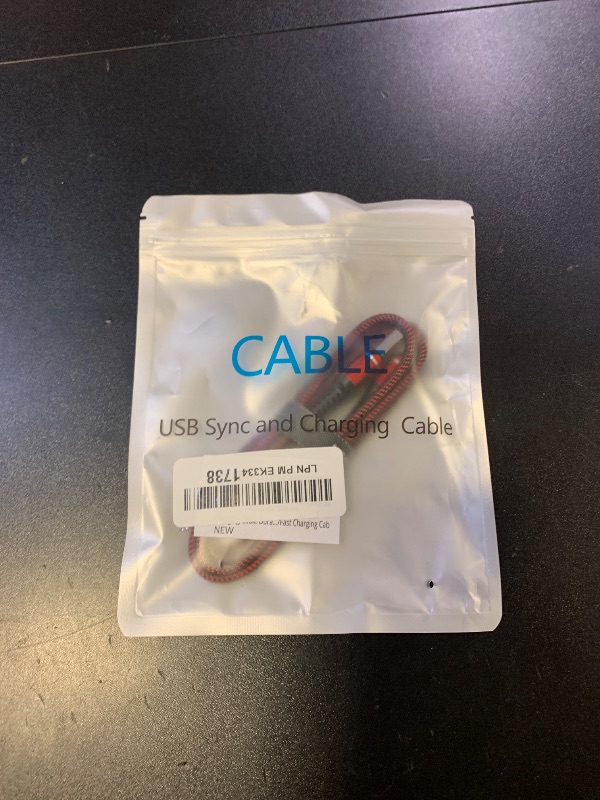 CABLE
USB Sync and Charging Cable
LPN PM EK3341738
/Fast Charging Cab
NEW